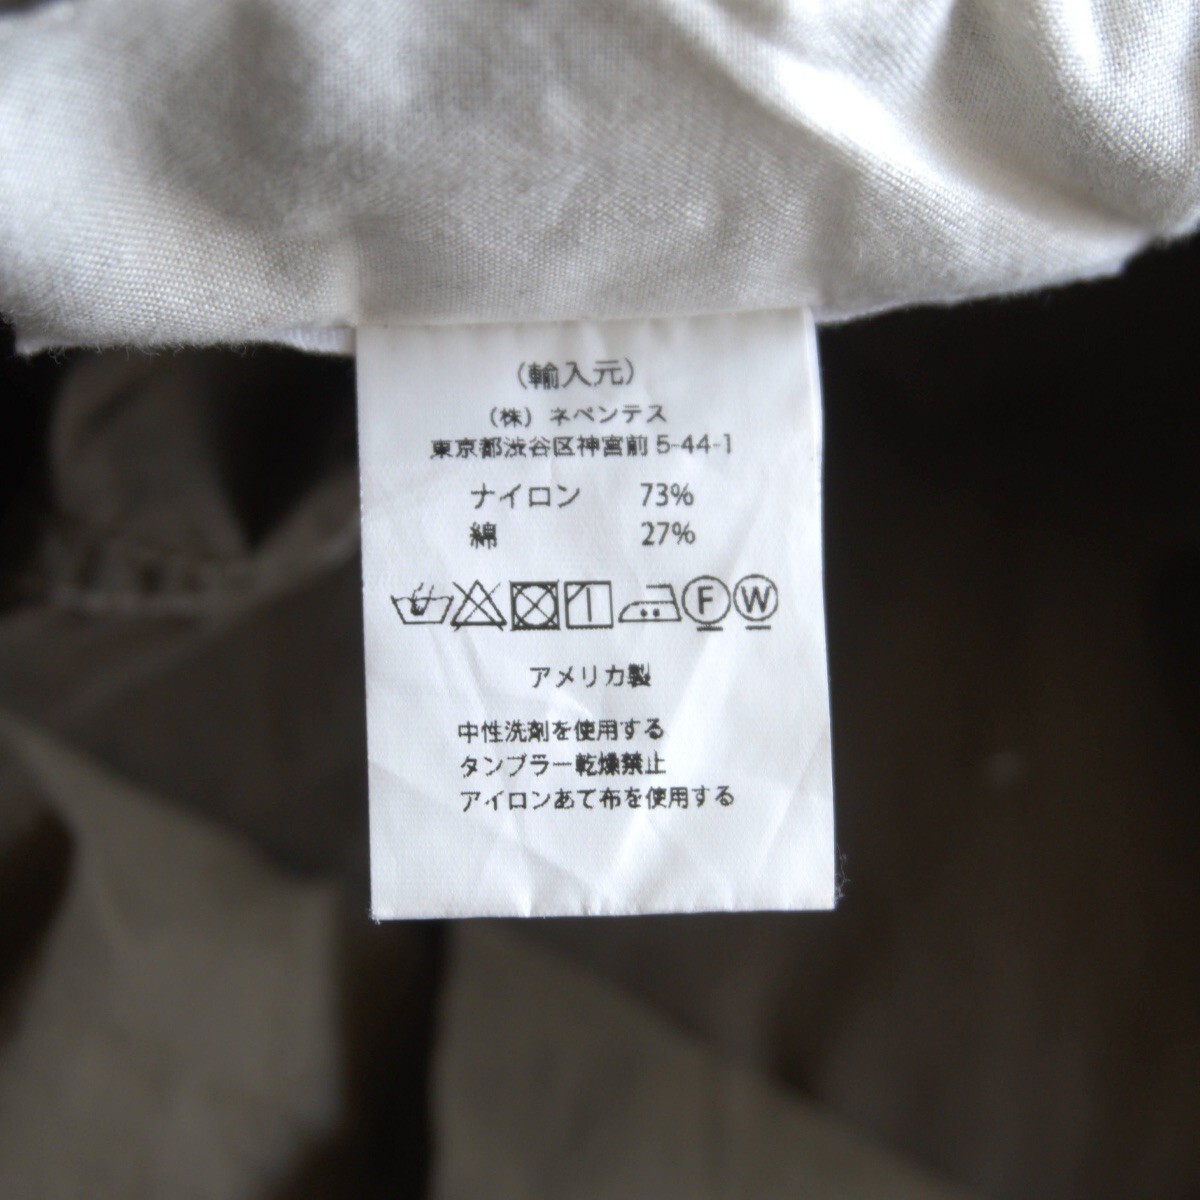 （輸入元）
（株）ネペンテス
東京都渋谷区神宮前 5-44-1
ナイロン 73%
綿 27%
F W
アメリカ製
中性洗剤を使用する
タンブラー乾燥禁止
アイロンあて布を使用する